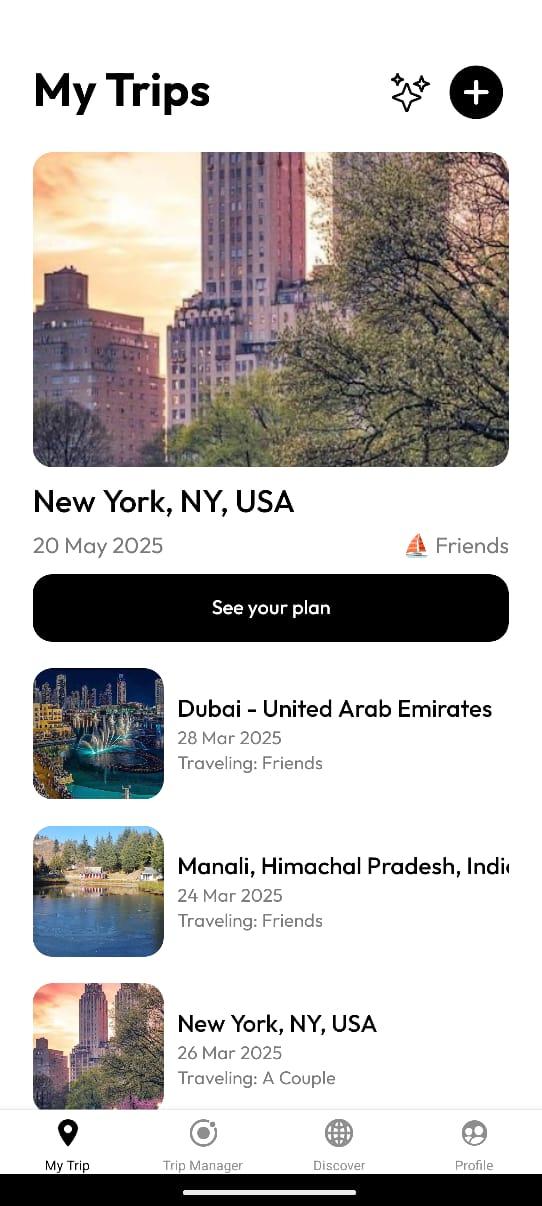 My Trips
New York, NY, USA
20 May 2025
⛵ Friends
See your plan
Dubai - United Arab Emirates
28 Mar 2025
Traveling: Friends
Manali, Himachal Pradesh,
24 Mar 2025
Traveling: Friends
New York, NY, USA
26 Mar 2025
Traveling: A Couple
My Trip
Trip Manager
Discover
Profile